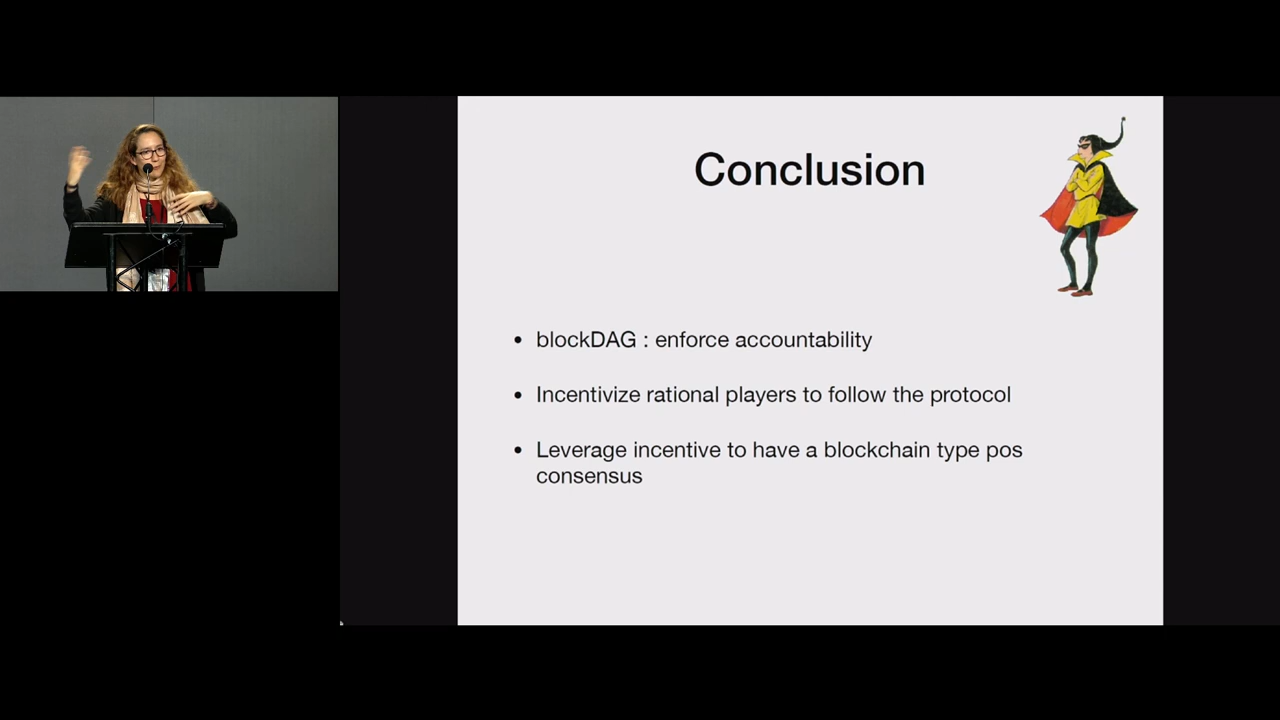 Conclusion
• blockDAG : enforce accountability
• Incentivize rational players to follow the protocol
• Leverage incentive to have a blockchain type pos
consensus